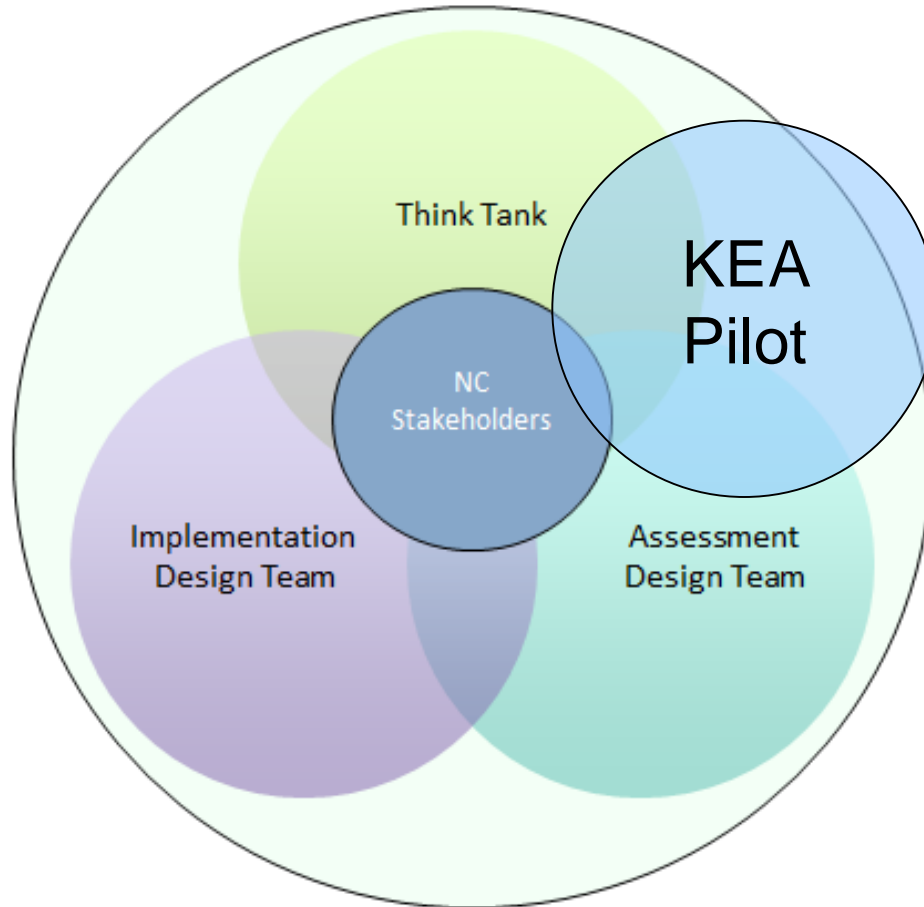 Think Tank
KEA
Pilot
NC
Stakeholders
Implementation
Design Team
Assessment
Design Team